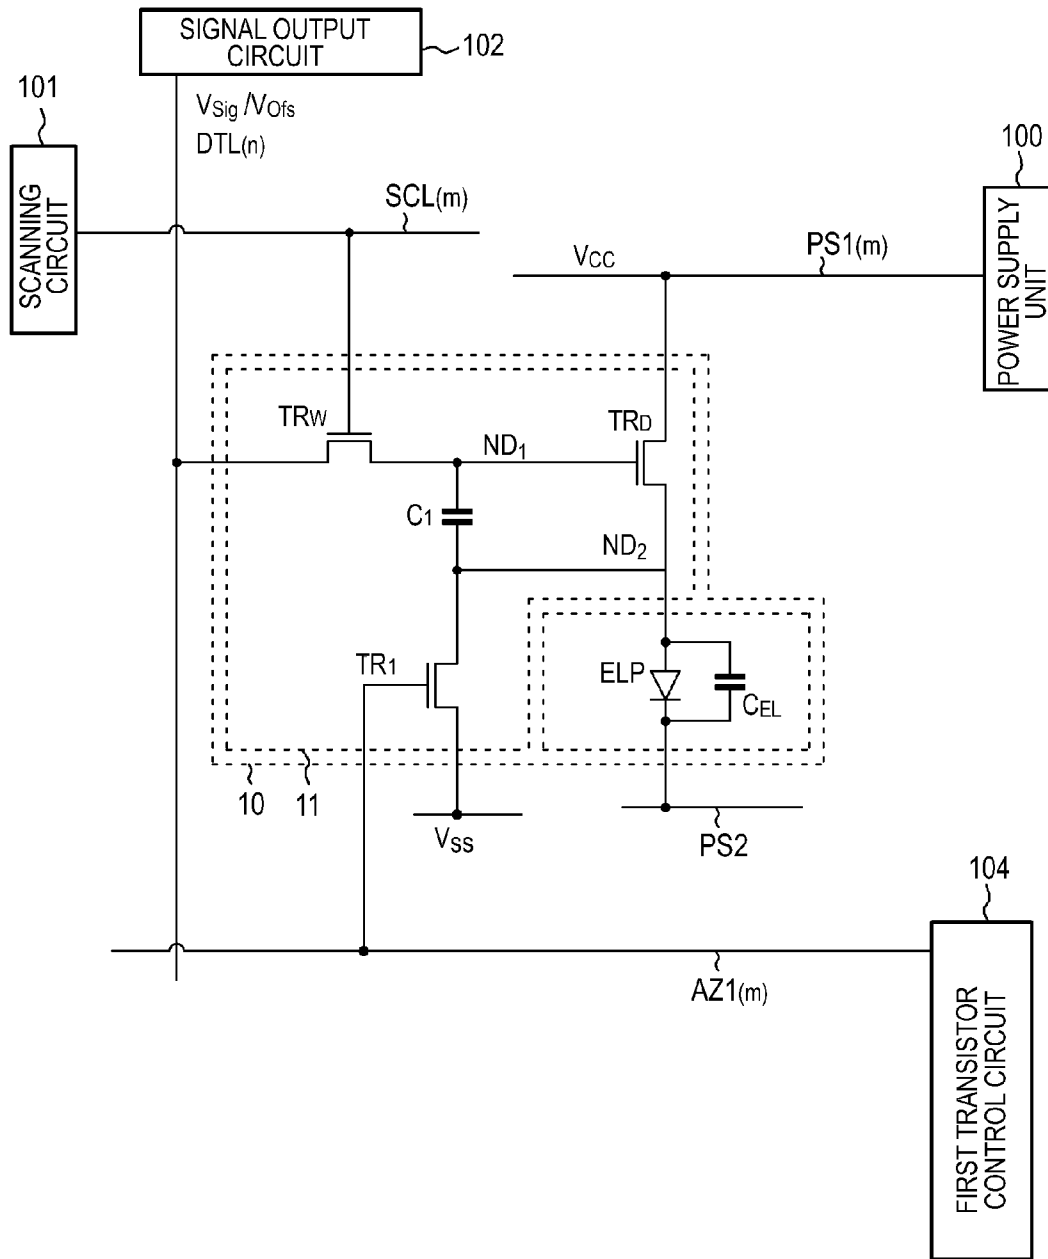 SIGNAL OUTPUT
CIRCUIT
102
101
VSig /VOfs
DTL(n)
100
SCANNING
CIRCUIT
SCL(m)
VCC
PS1(m)
POWER SUPPLY
UNIT
TRW
TRD
ND1
C1
ND2
TR1
ELP
CEL
10
11
VSS
PS2
104
AZ1(m)
FIRST TRANSISTOR
CONTROL CIRCUIT